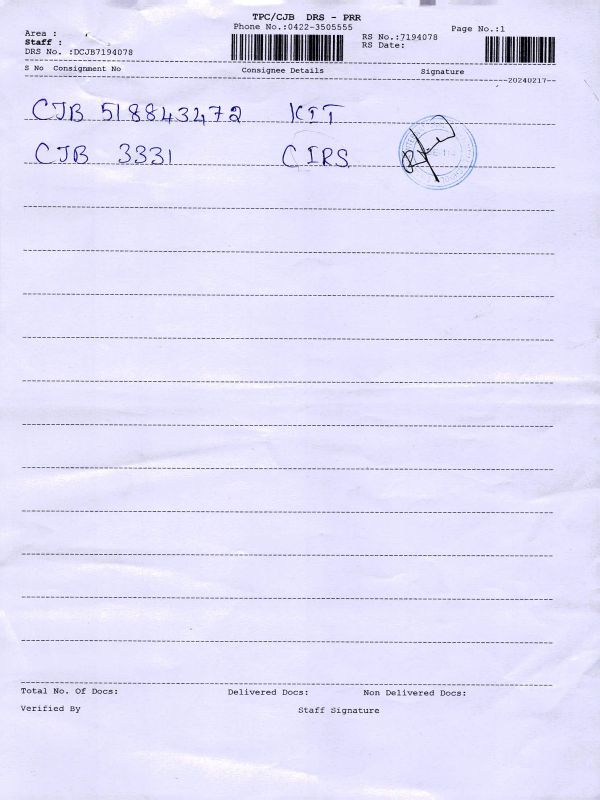 TPC/CJB DRS - PRR
Phone No.:0422-3505555
Page No.:1
Area :
Staff :
DRS No. :DCJB7194078
RS No.:7194078
RS Date:
S No Consignment No Consignee Details Signature
20240217
CJB 518843472 KIT
CJB 3331 CIRS
Total No. Of Docs: Delivered Docs: Non Delivered Docs:
Verified By Staff Signature